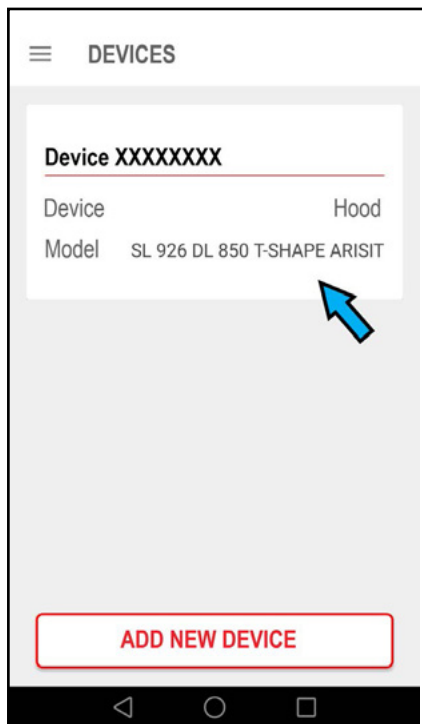 DEVICES
Device XXXXXXXX
Device Hood
Model SL 926 DL 850 T-SHAPE ARISIT
ADD NEW DEVICE